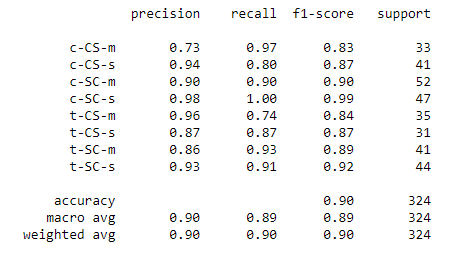 precision recall f1-score support
c-CS-m 0.73 0.97 0.83 33
c-CS-s 0.94 0.80 0.87 41
c-SC-m 0.90 0.90 0.90 52
c-SC-s 0.98 1.00 0.99 47
t-CS-m 0.96 0.74 0.84 35
t-CS-s 0.87 0.87 0.87 31
t-SC-m 0.86 0.93 0.89 41
t-SC-s 0.93 0.91 0.92 44
accuracy 0.90 324
macro avg 0.90 0.89 0.89 324
weighted avg 0.90 0.90 0.90 324